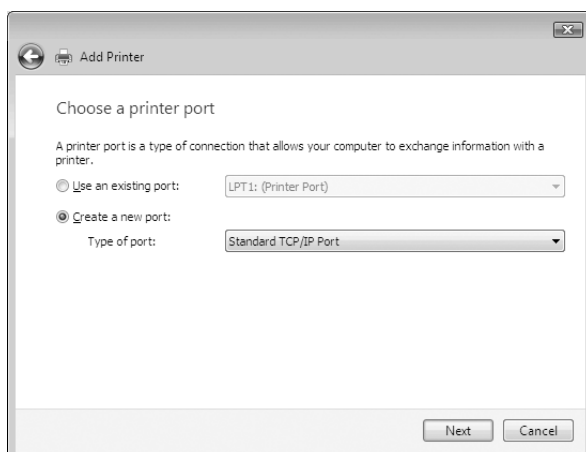 Add Printer
Choose a printer port
A printer port is a type of connection that allows your computer to exchange information with a
printer.
Use an existing port: LPT1: (Printer Port)
Create a new port:
Type of port: Standard TCP/IP Port
Next Cancel